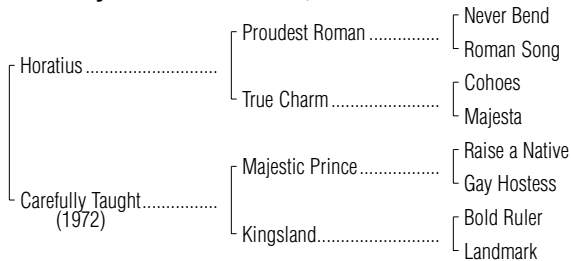 Never Bend
Proudest Roman ...............
Roman Song
Horatius ............................
Cohoes
True Charm .......................
Majesta
Raise a Native
Majestic Prince .................
Gay Hostess
Carefully Taught ................
(1972)
Bold Ruler
Kingsland ..........................
Landmark